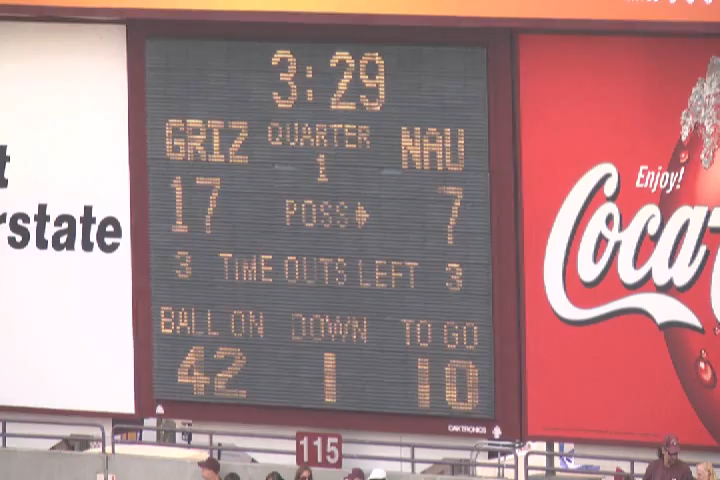 3:29
GRIZ QUARTER NAU
1
17 POSS 7
3 TIME OUTS LEFT 3
BALL ON DOWN TO GO
42 1 10
DAKTRONICS
115
rstate
Enjoy!
Coca